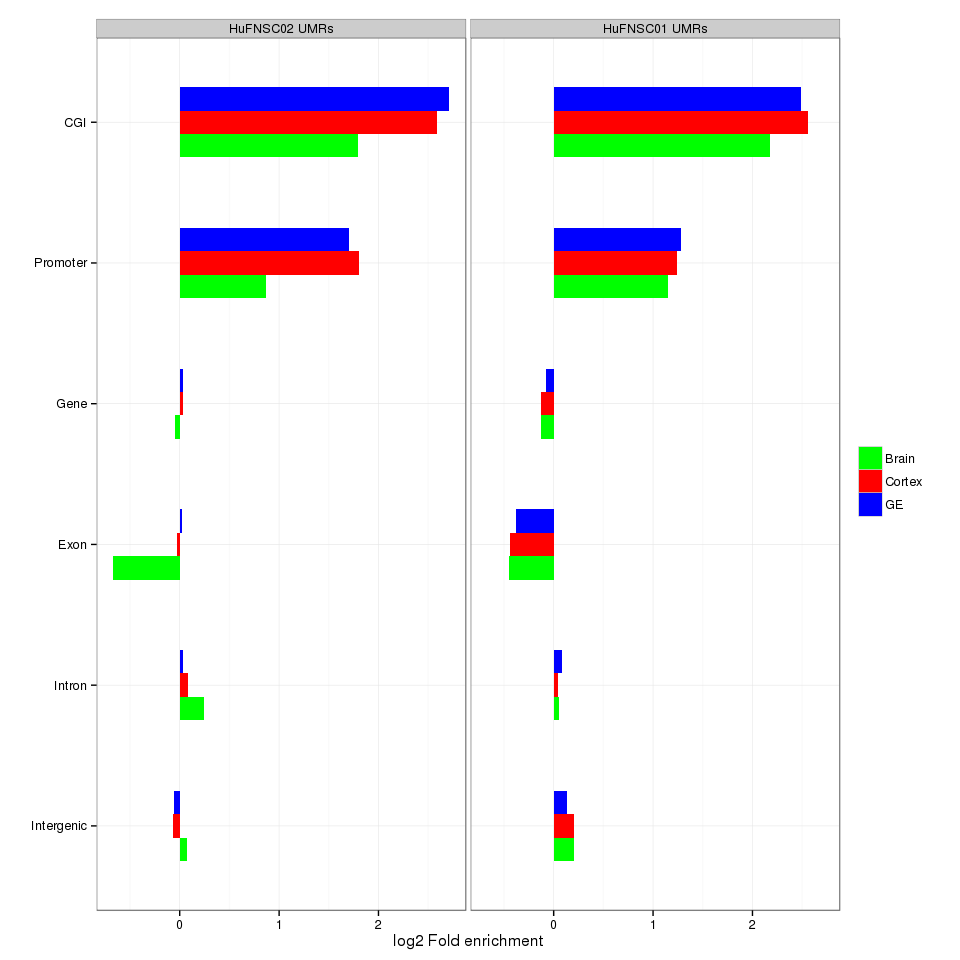 HuFNSC02 UMRs
HuFNSC01 UMRs
CGI
Promoter
Gene
Exon
Intron
Intergenic
Brain
Cortex
GE
0 1 2
0 1 2
log2 Fold enrichment